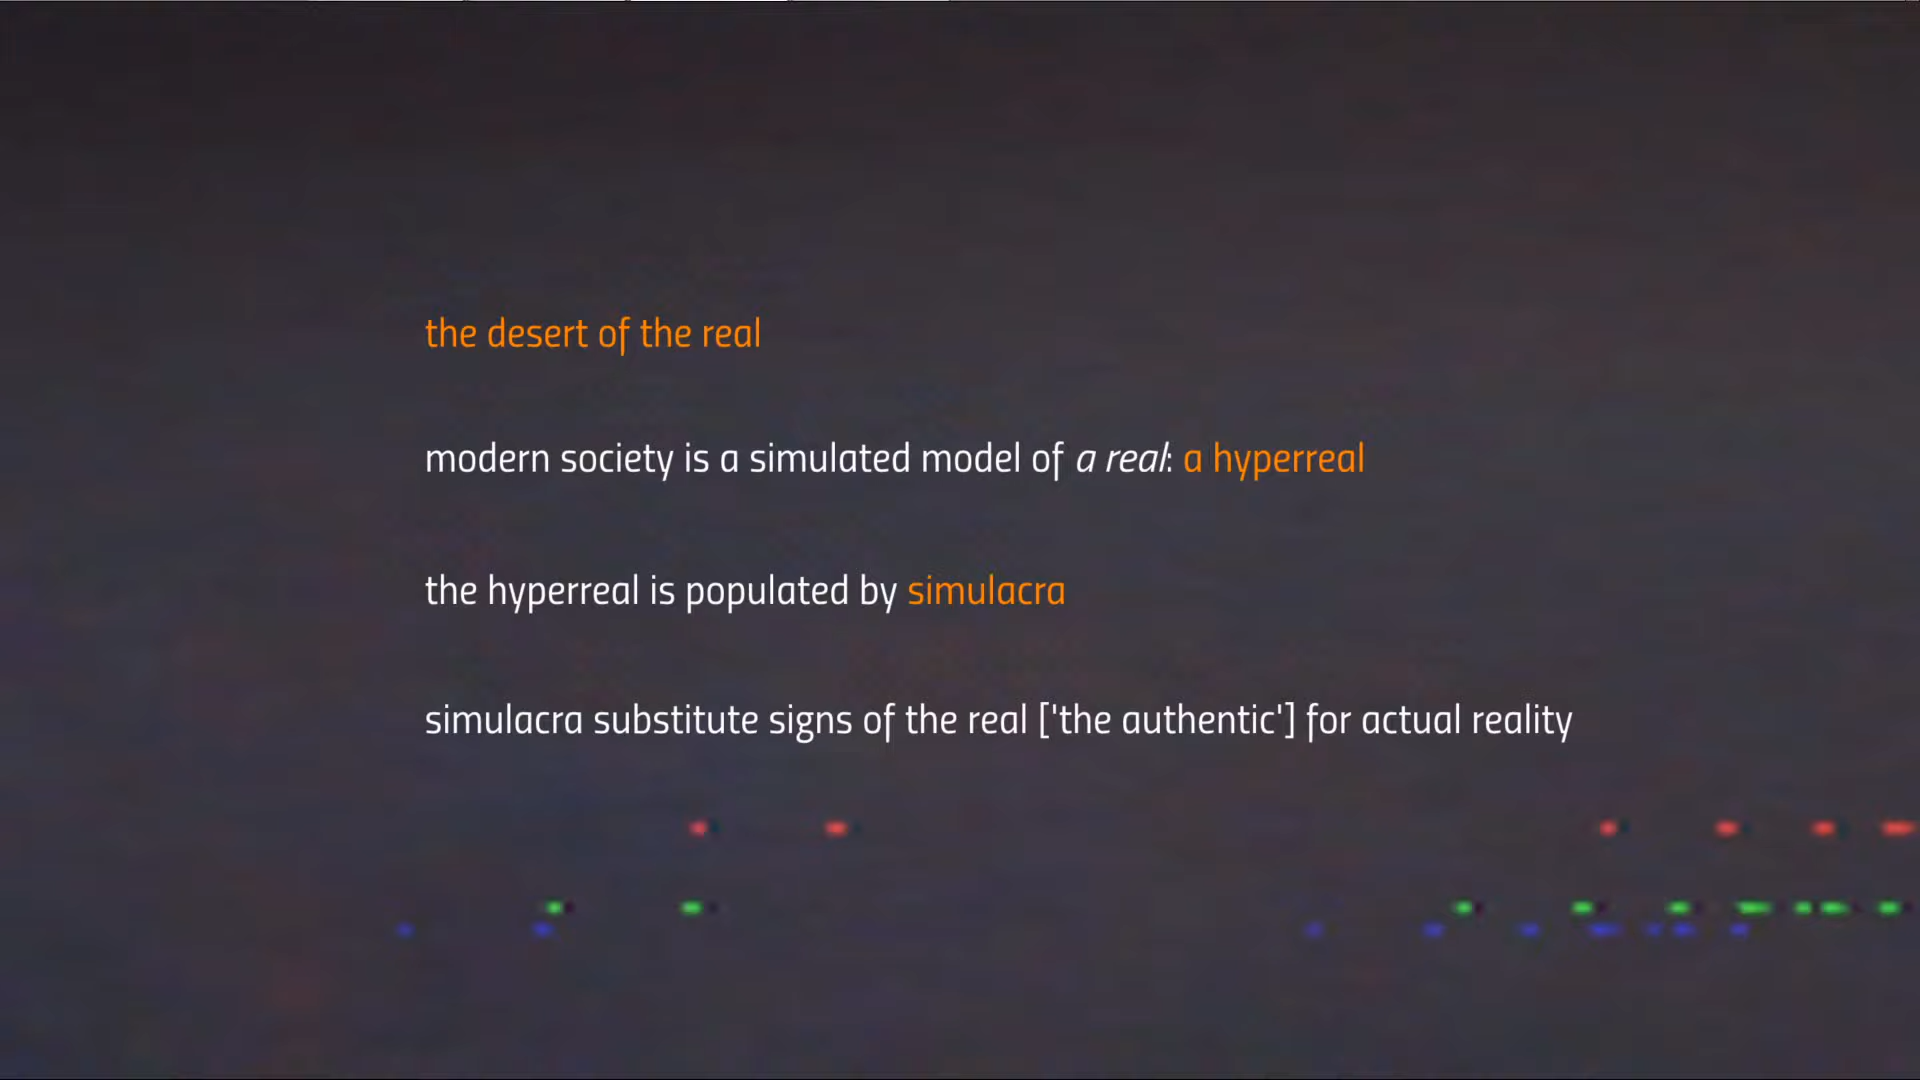 the desert of the real
modern society is a simulated model of a real: a hyperreal
the hyperreal is populated by simulacra
simulacra substitute signs of the real ['the authentic'] for actual reality